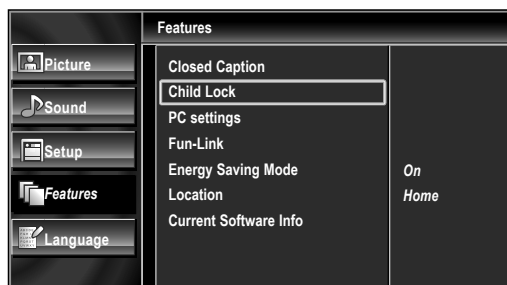 Features
Picture
Sound
Setup
Features
Language
Closed Caption
Child Lock
PC settings
Fun-Link
Energy Saving Mode On
Location Home
Current Software Info